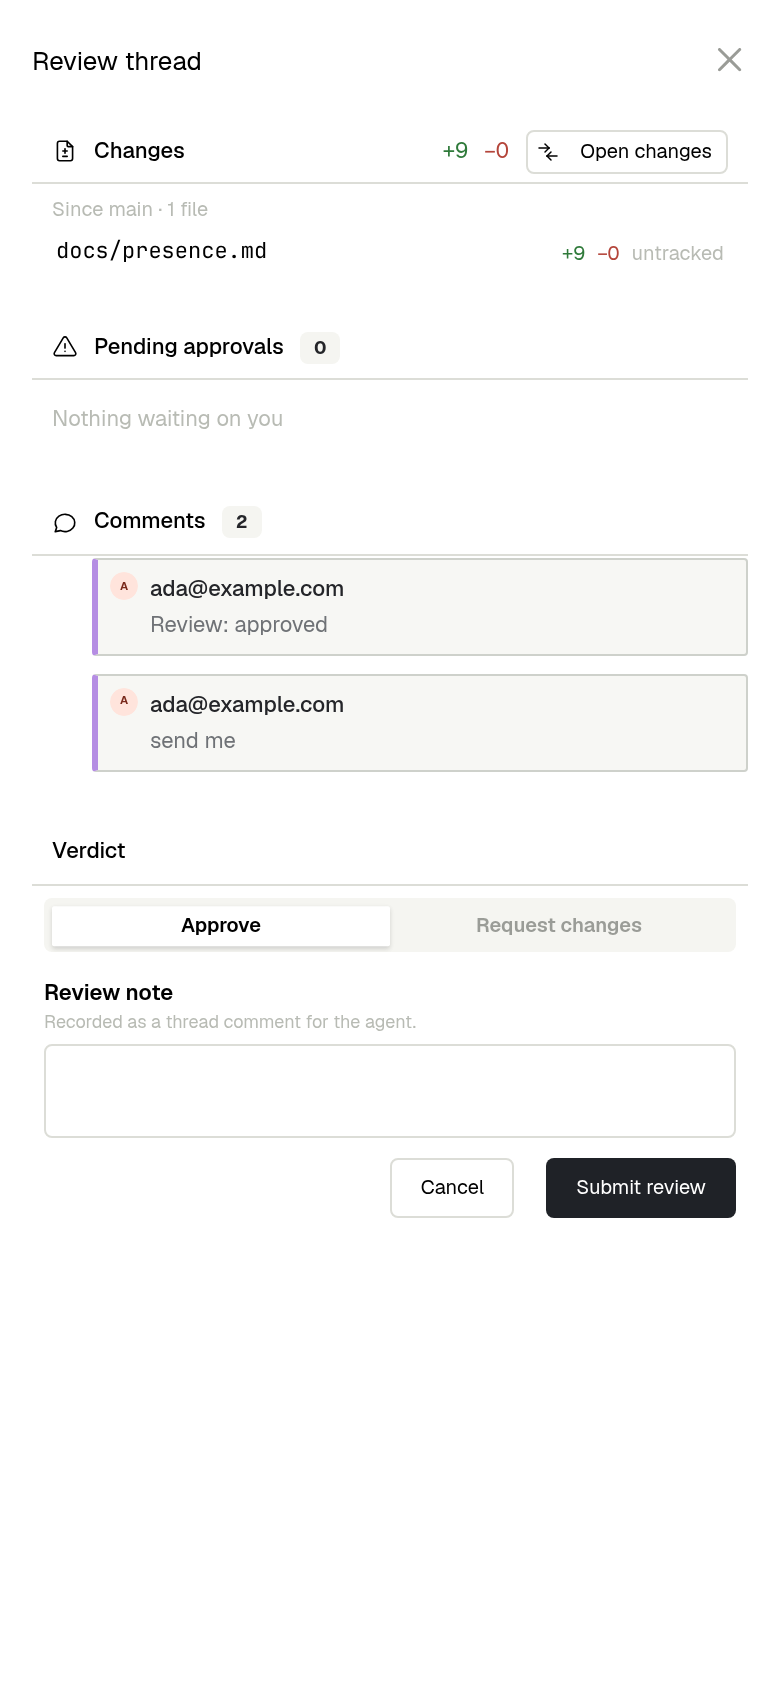 Review thread
Changes +9 −0 Open changes
Since main · 1 file
docs/presence.md +9 −0 untracked
Pending approvals 0
Nothing waiting on you
Comments 2
A ada@example.com
Review: approved
A ada@example.com
send me
Verdict
Approve Request changes
Review note
Recorded as a thread comment for the agent.
Cancel Submit review